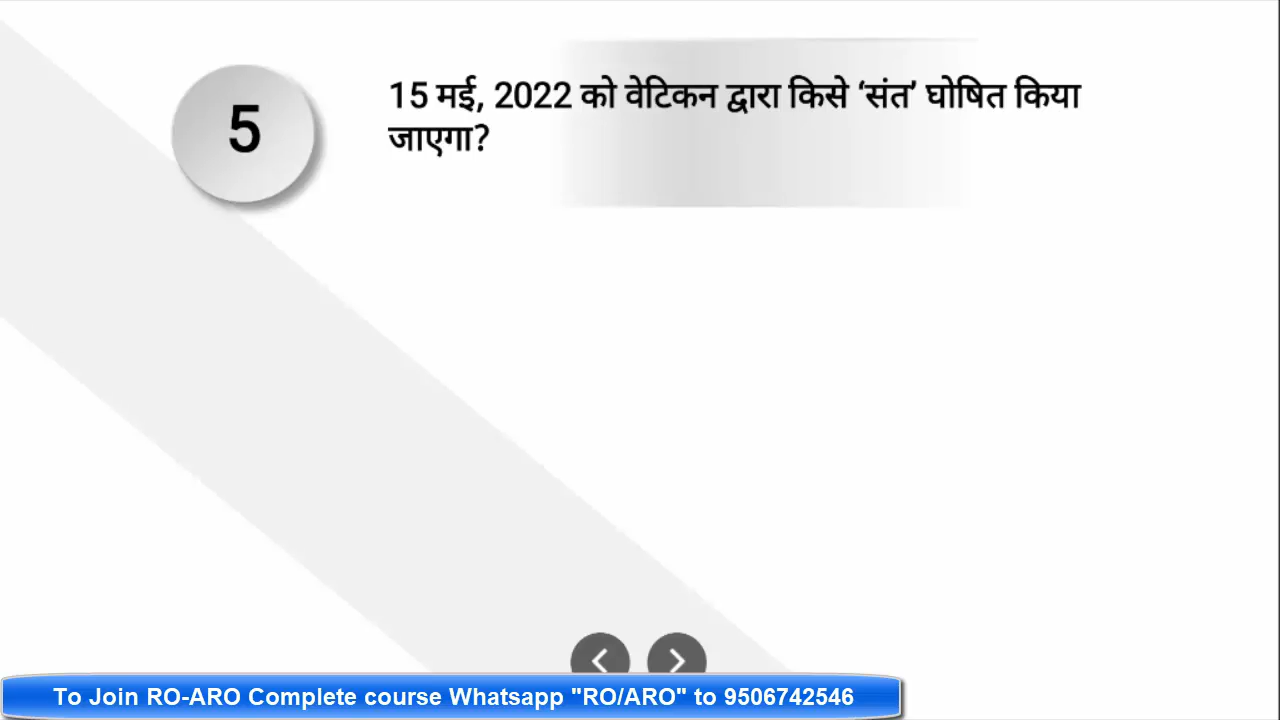 5
15 मई, 2022 को वेटिकन द्वारा किसे ‘संत’ घोषित किया
जाएगा?
To Join RO-ARO Complete course Whatsapp "RO/ARO" to 9506742546